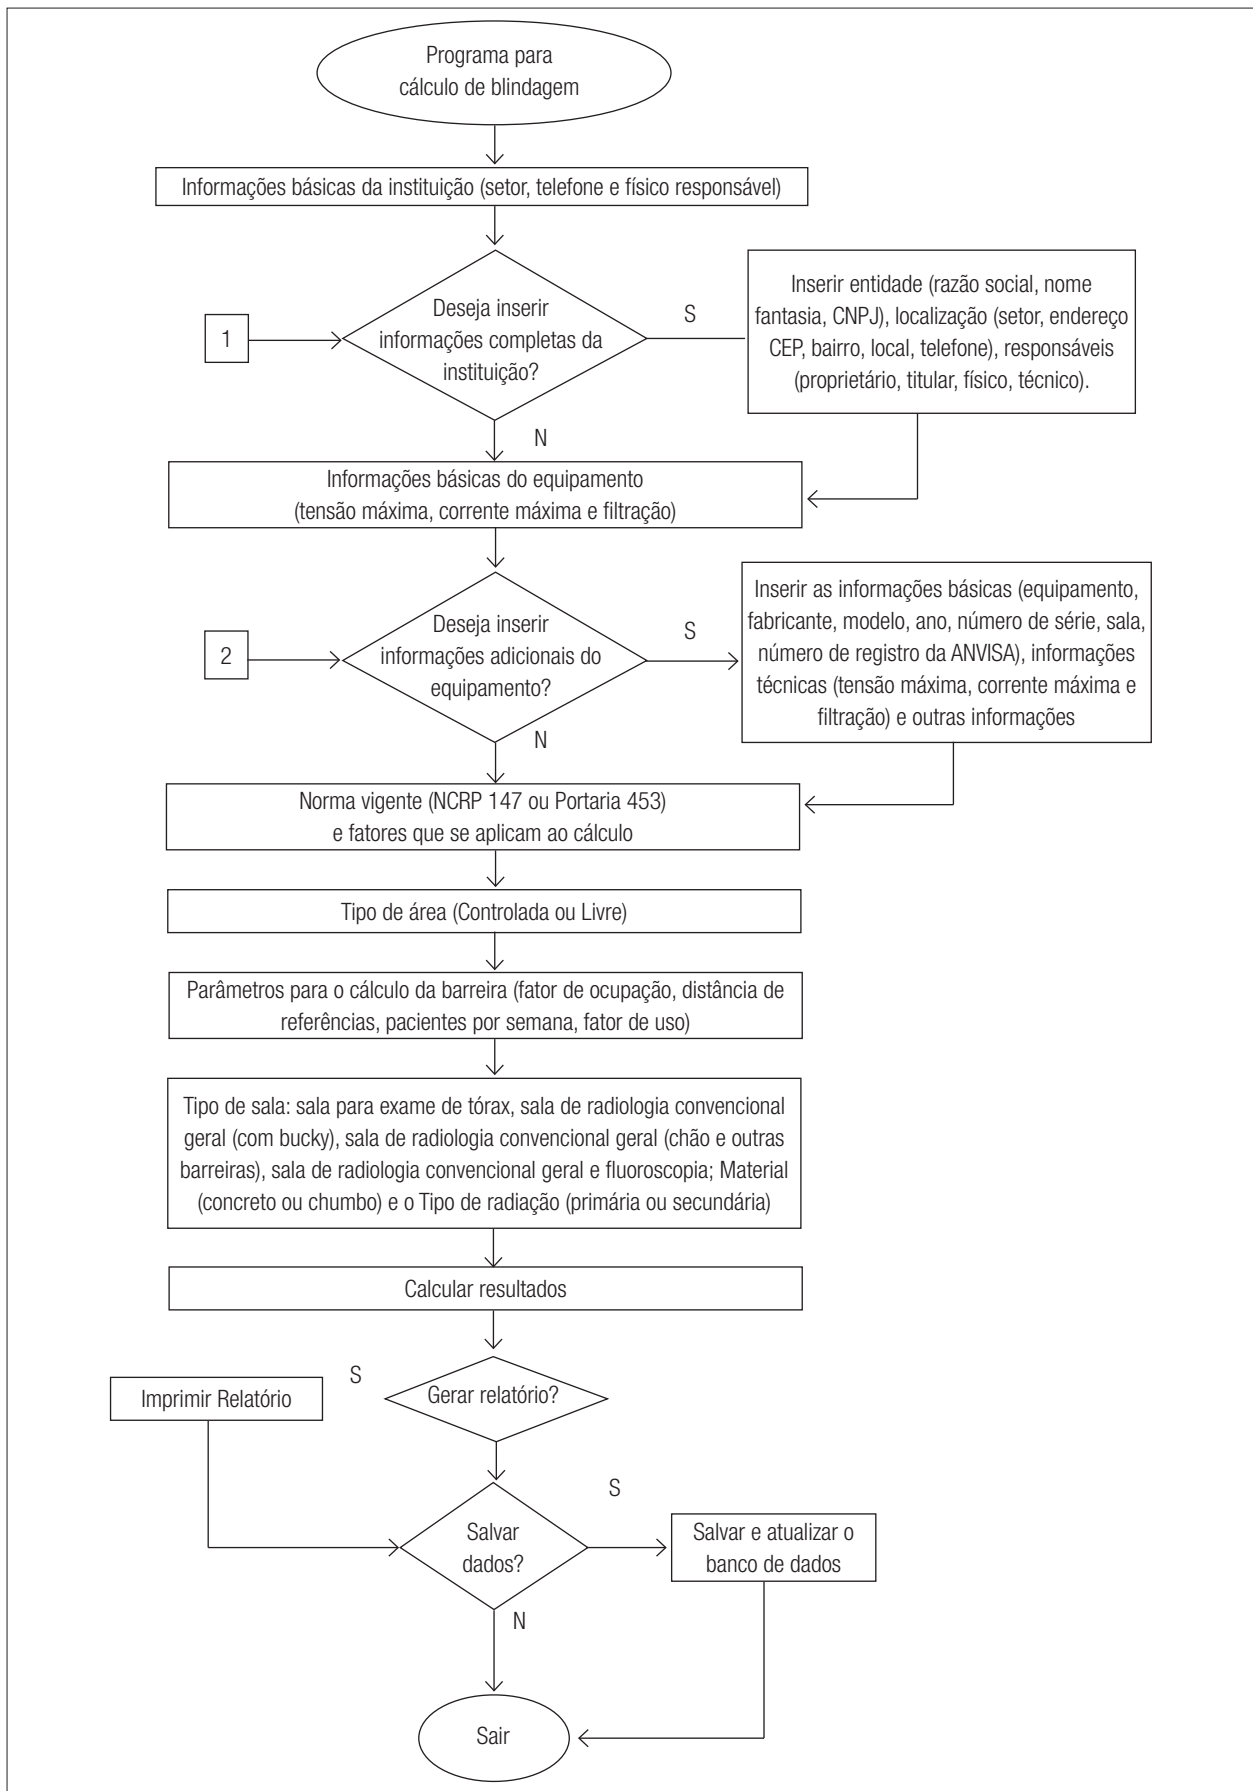 Programa para
cálculo de blindagem
Informações básicas da instituição (setor, telefone e físico responsável)
1
Deseja inserir
informações completas da
instituição?
S
Inserir entidade (razão social, nome
fantasia, CNPJ), localização (setor, endereço
CEP, bairro, local, telefone), responsáveis
(proprietário, titular, físico, técnico).
N
Informações básicas do equipamento
(tensão máxima, corrente máxima e filtração)
2
Deseja inserir
informações adicionais do
equipamento?
S
Inserir as informações básicas (equipamento,
fabricante, modelo, ano, número de série, sala,
número de registro da ANVISA), informações
técnicas (tensão máxima, corrente máxima e
filtração) e outras informações
N
Norma vigente (NCRP 147 ou Portaria 453)
e fatores que se aplicam ao cálculo
Tipo de área (Controlada ou Livre)
Parâmetros para o cálculo da barreira (fator de ocupação, distância de
referências, pacientes por semana, fator de uso)
Tipo de sala: sala para exame de tórax, sala de radiologia convencional
geral (com bucky), sala de radiologia convencional geral (chão e outras
barreiras), sala de radiologia convencional geral e fluoroscopia; Material
(concreto ou chumbo) e o Tipo de radiação (primária ou secundária)
Calcular resultados
Gerar relatório?
S
Imprimir Relatório
Salvar
dados?
S
Salvar e atualizar o
banco de dados
N
Sair